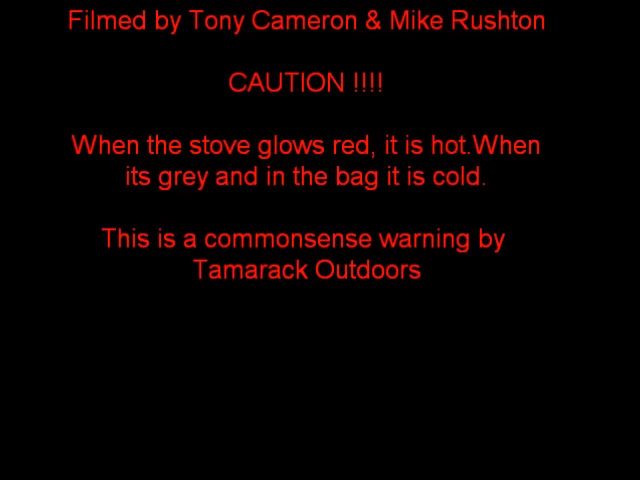 Filmed by Tony Cameron & Mike Rushton
CAUTION !!!!
When the stove glows red, it is hot.When
its grey and in the bag it is cold.
This is a commonsense warning by
Tamarack Outdoors